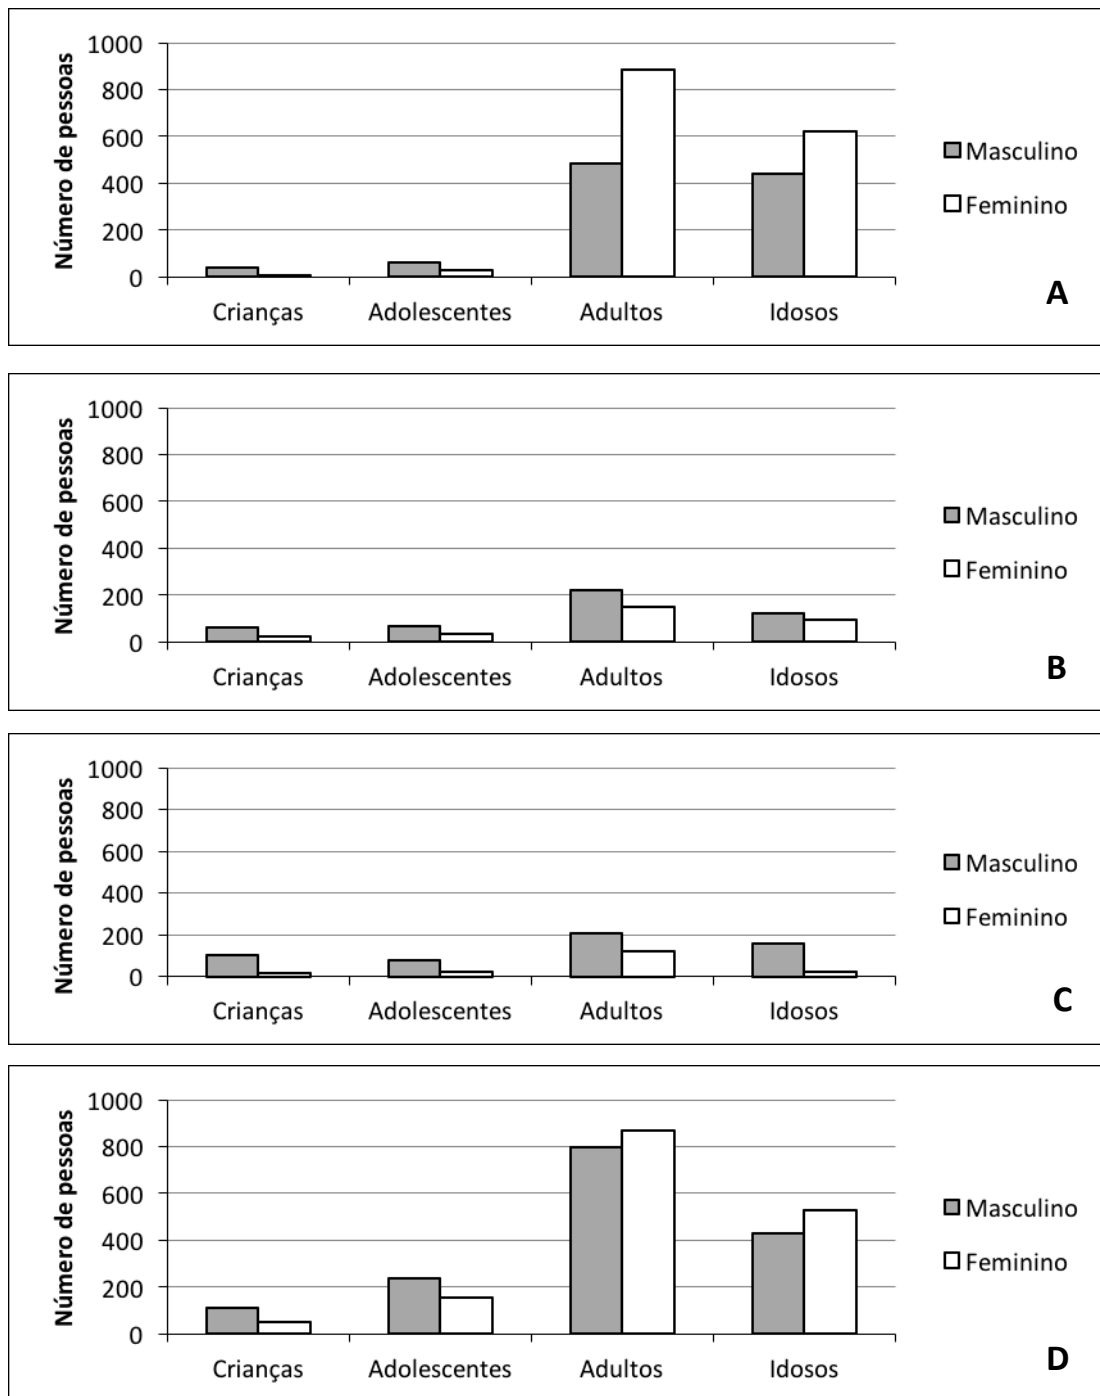 Número de pessoas
1000
800
600
400
200
0
Crianças Adolescentes Adultos Idosos
Masculino
Feminino
A
Número de pessoas
1000
800
600
400
200
0
Crianças Adolescentes Adultos Idosos
Masculino
Feminino
B
Número de pessoas
1000
800
600
400
200
0
Crianças Adolescentes Adultos Idosos
Masculino
Feminino
C
Número de pessoas
1000
800
600
400
200
0
Crianças Adolescentes Adultos Idosos
Masculino
Feminino
D